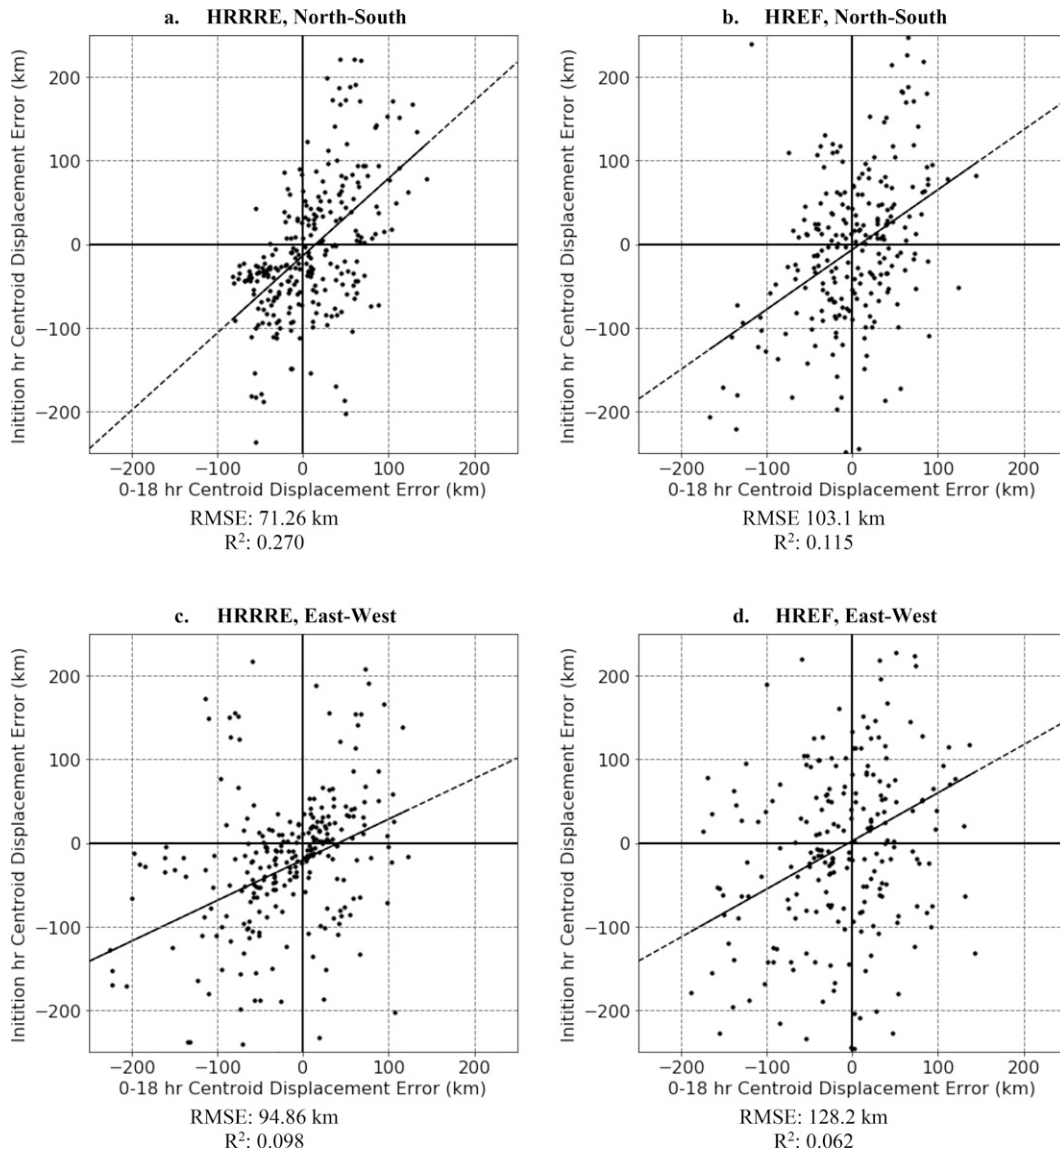 a. HRRRE, North-South
Initition hr Centroid Displacement Error (km)
200
100
0
−100
−200
−200 −100 0 100 200
0-18 hr Centroid Displacement Error (km)
RMSE: 71.26 km
R²: 0.270
b. HREF, North-South
Initition hr Centroid Displacement Error (km)
200
100
0
−100
−200
−200 −100 0 100 200
0-18 hr Centroid Displacement Error (km)
RMSE 103.1 km
R²: 0.115
c. HRRRE, East-West
Initition hr Centroid Displacement Error (km)
200
100
0
−100
−200
−200 −100 0 100 200
0-18 hr Centroid Displacement Error (km)
RMSE: 94.86 km
R²: 0.098
d. HREF, East-West
Initition hr Centroid Displacement Error (km)
200
100
0
−100
−200
−200 −100 0 100 200
0-18 hr Centroid Displacement Error (km)
RMSE: 128.2 km
R²: 0.062